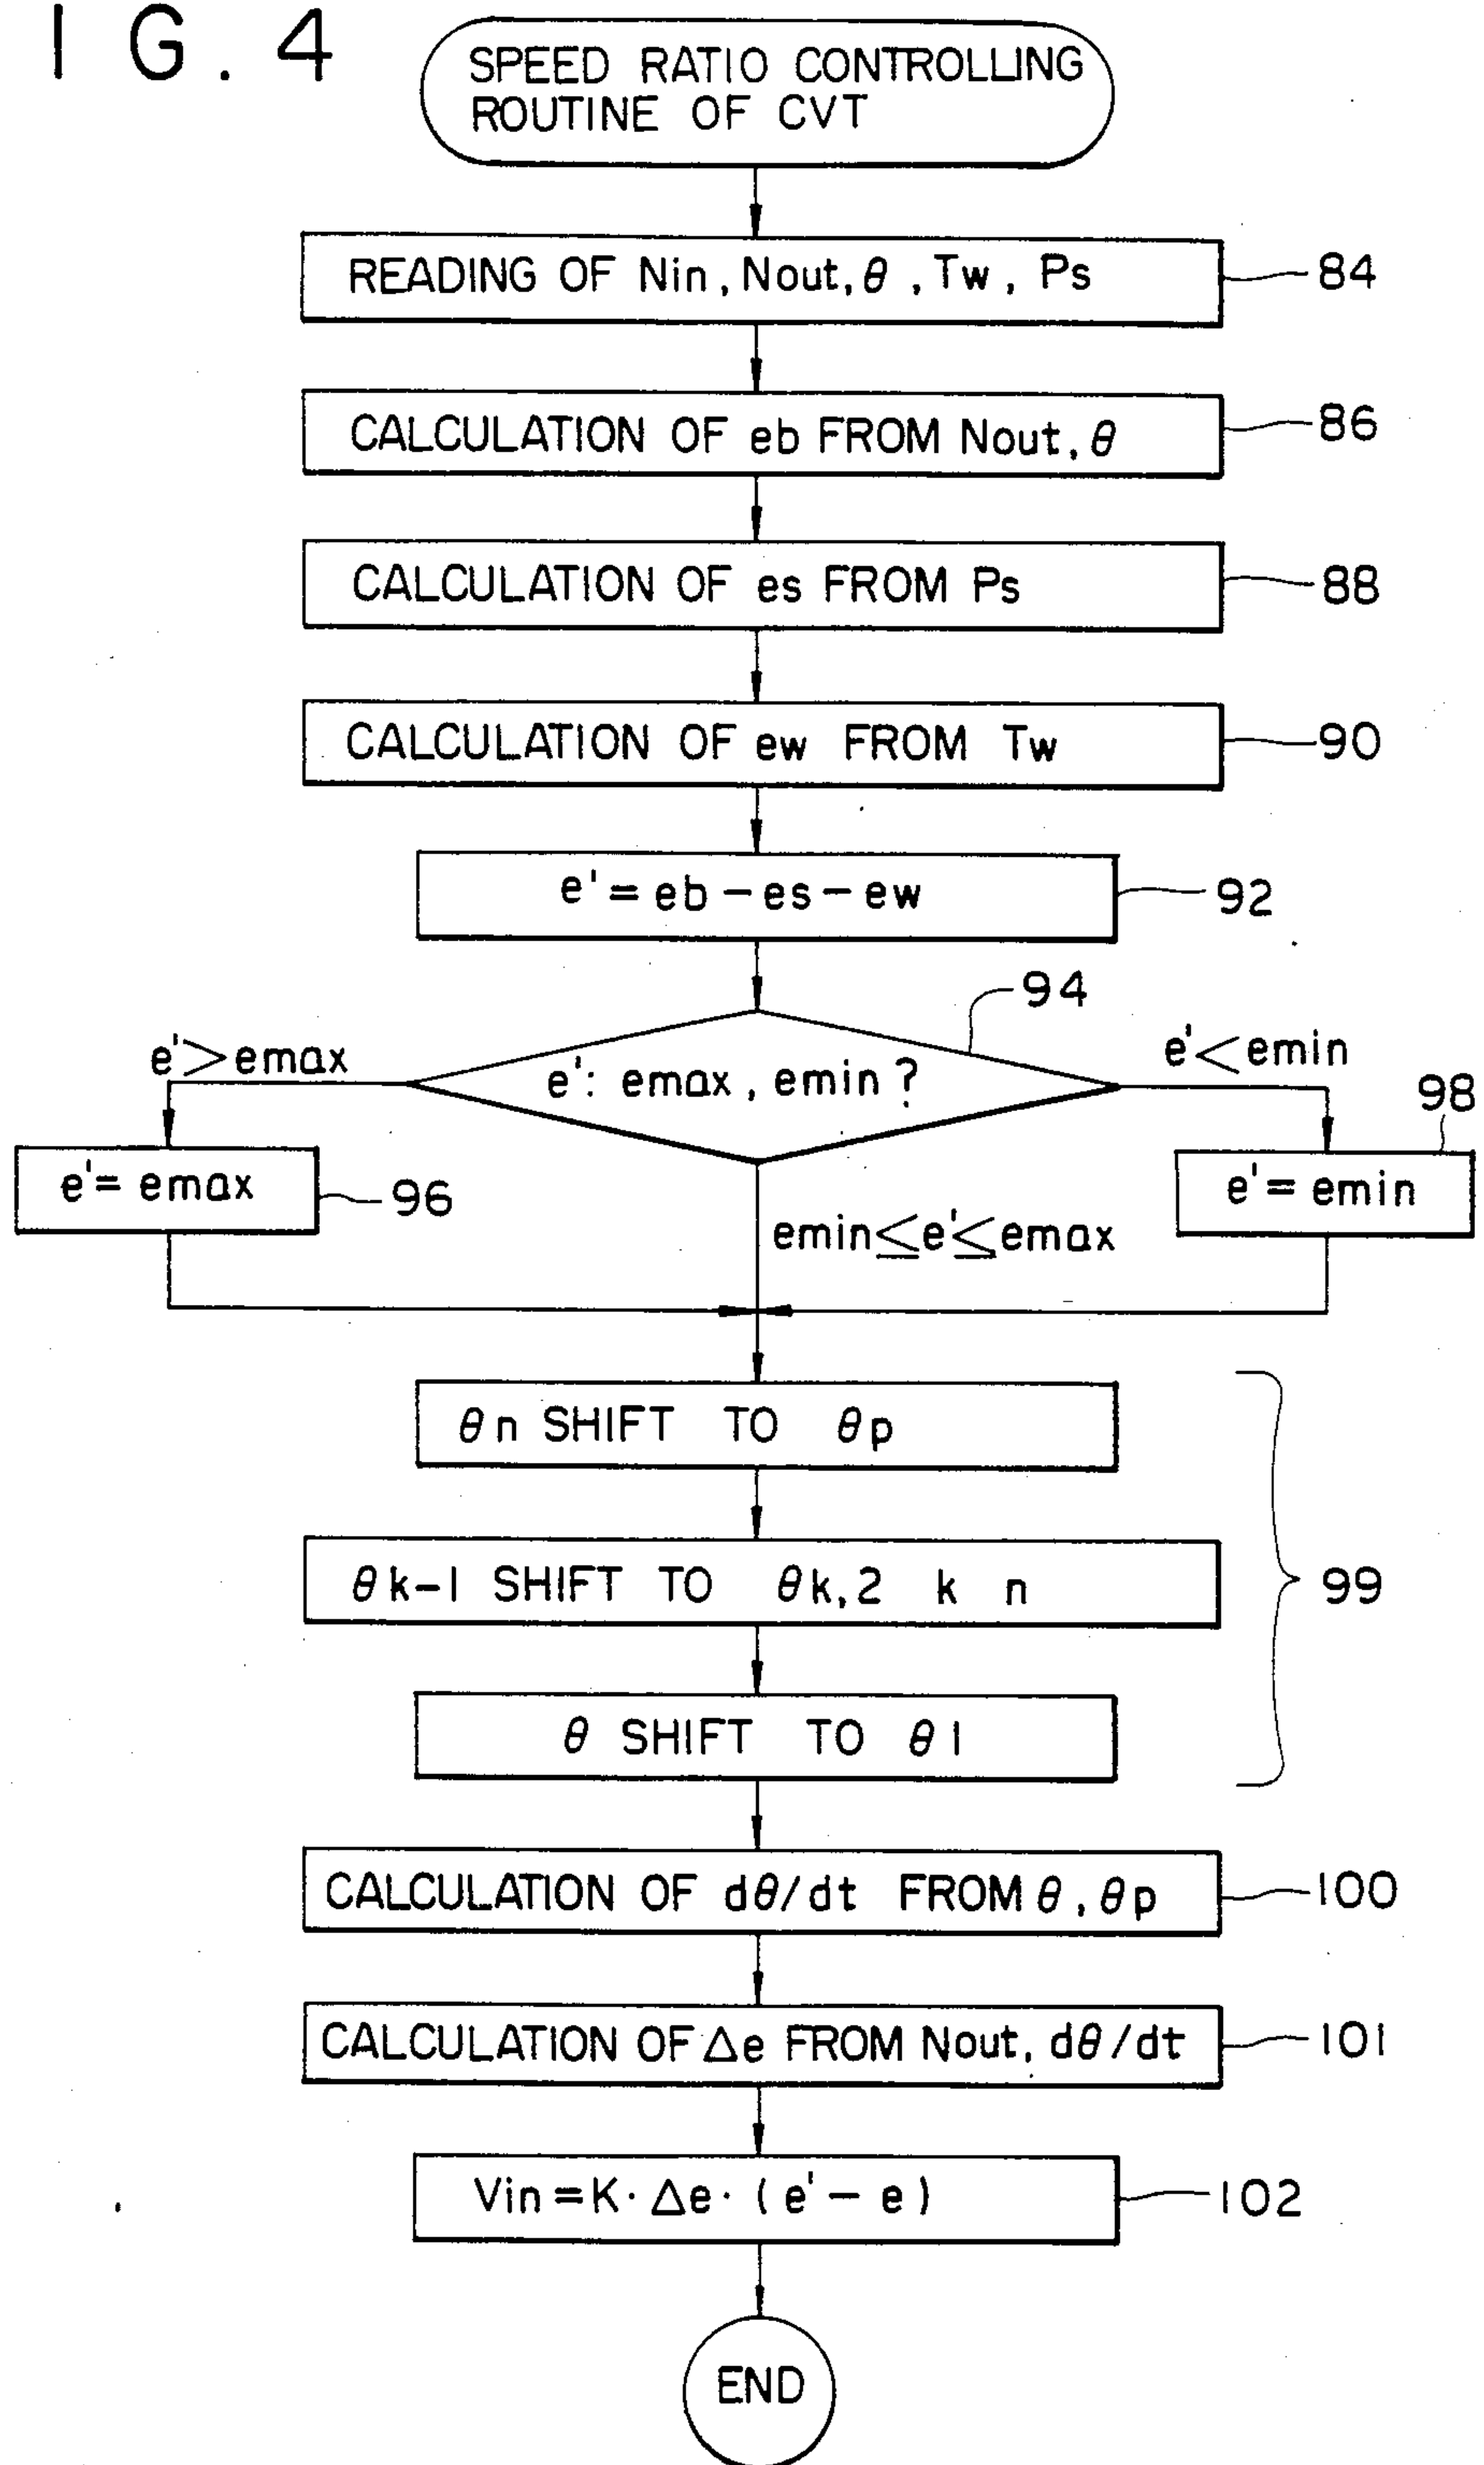 I G . 4
SPEED RATIO CONTROLLING
ROUTINE OF CVT
READING OF Nin, Nout, θ, Tw, Ps
84
CALCULATION OF eb FROM Nout, θ
86
CALCULATION OF es FROM Ps
88
CALCULATION OF ew FROM Tw
90
e' = eb - es - ew
92
94
e' > emax
e': emax, emin ?
e' < emin
98
e' = emax
96
e' = emin
emin ≤ e' ≤ emax
θn SHIFT TO θp
θk-1 SHIFT TO θk, 2 k n
99
θ SHIFT TO θ1
CALCULATION OF dθ/dt FROM θ, θp
100
CALCULATION OF Δe FROM Nout, dθ/dt
101
Vin = K · Δe · (e' - e)
102
END